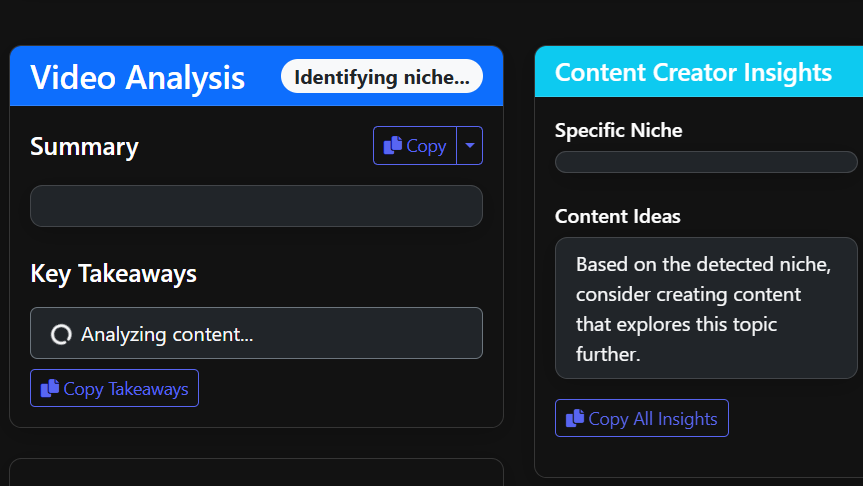 Video Analysis
Identifying niche...
Summary
Copy
Key Takeaways
Analyzing content...
Copy Takeaways
Content Creator Insights
Specific Niche
Content Ideas
Based on the detected niche,
consider creating content
that explores this topic
further.
Copy All Insights